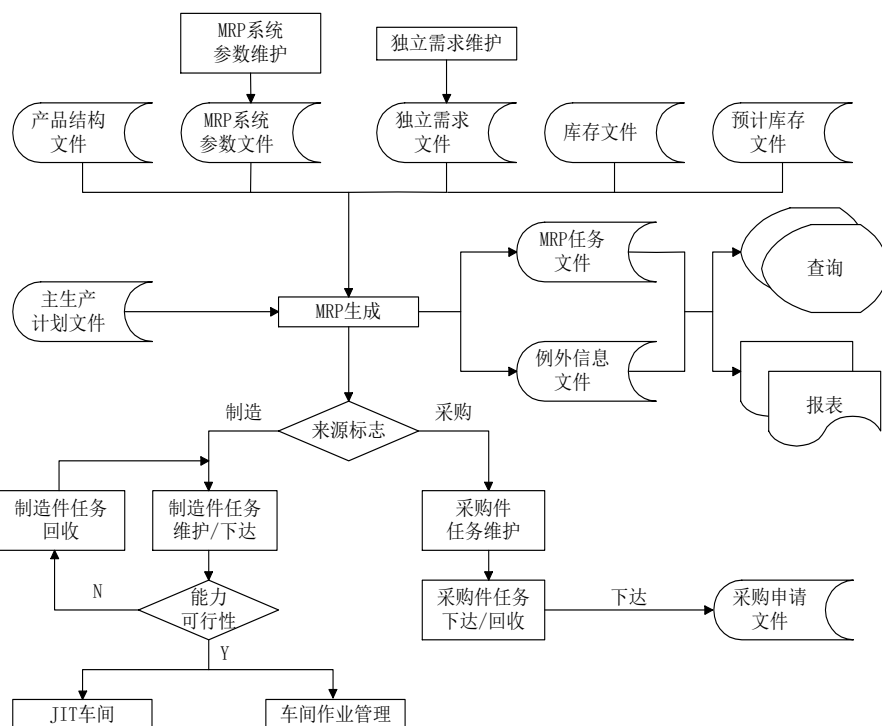 MRP系统
参数维护
独立需求维护
产品结构
文件
MRP系统
参数文件
独立需求
文件
库存文件
预计库存
文件
MRP任务
文件
查询
主生产
计划文件
MRP生成
例外信息
文件
报表
制造
来源标志
采购
制造件任务
回收
制造件任务
维护/下达
采购件
任务维护
N
能力
可行性
采购件任务
下达/回收
下达
采购申请
文件
Y
JIT车间
车间作业管理